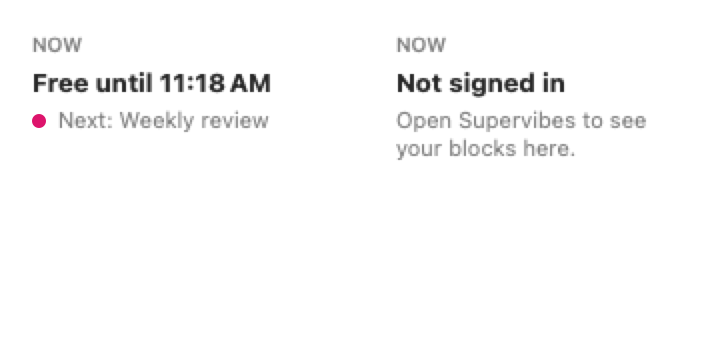 NOW
Free until 11:18 AM
Next: Weekly review
NOW
Not signed in
Open Supervibes to see
your blocks here.